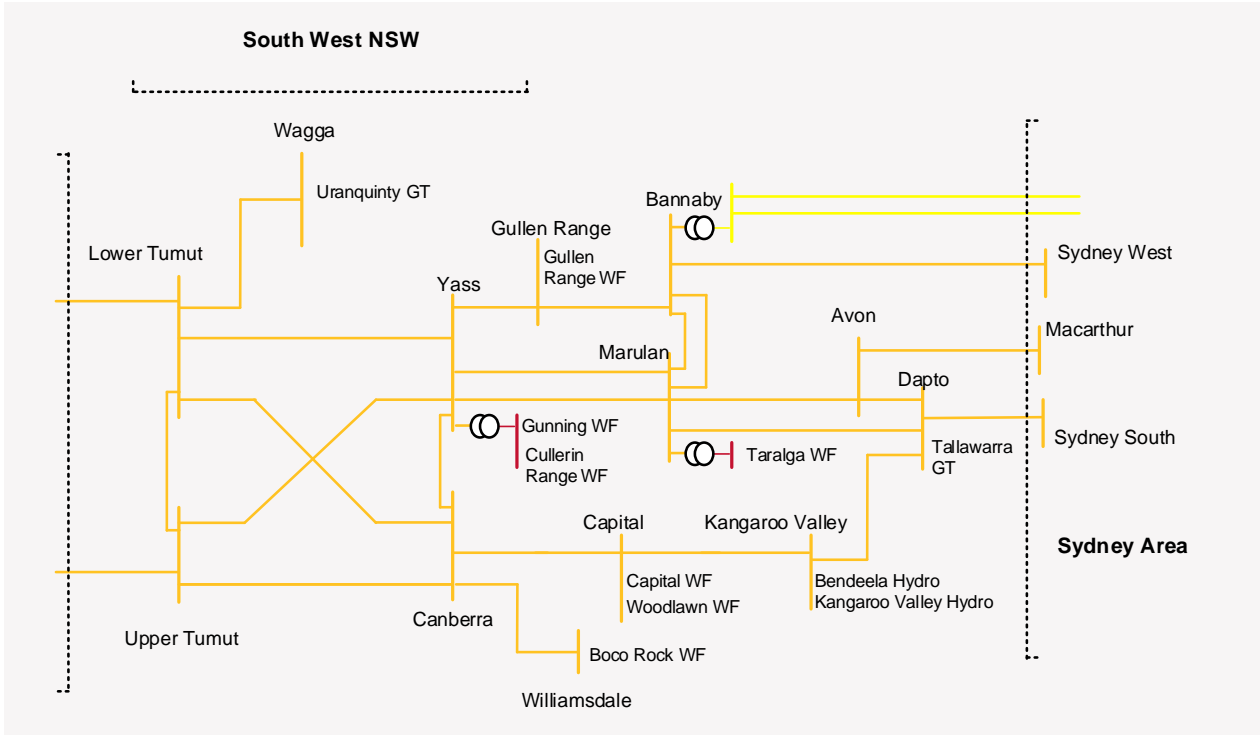 South West NSW
Wagga
Uranquinty GT
Bannaby
Gullen Range
Lower Tumut
Gullen
Range WF
Sydney West
Yass
Avon
Macarthur
Marulan
Dapto
Gunning WF
Cullerin
Range WF
Taralga WF
Tallawarra
GT
Sydney South
Capital
Kangaroo Valley
Sydney Area
Capital WF
Woodlawn WF
Bendeela Hydro
Kangaroo Valley Hydro
Canberra
Upper Tumut
Boco Rock WF
Williamsdale